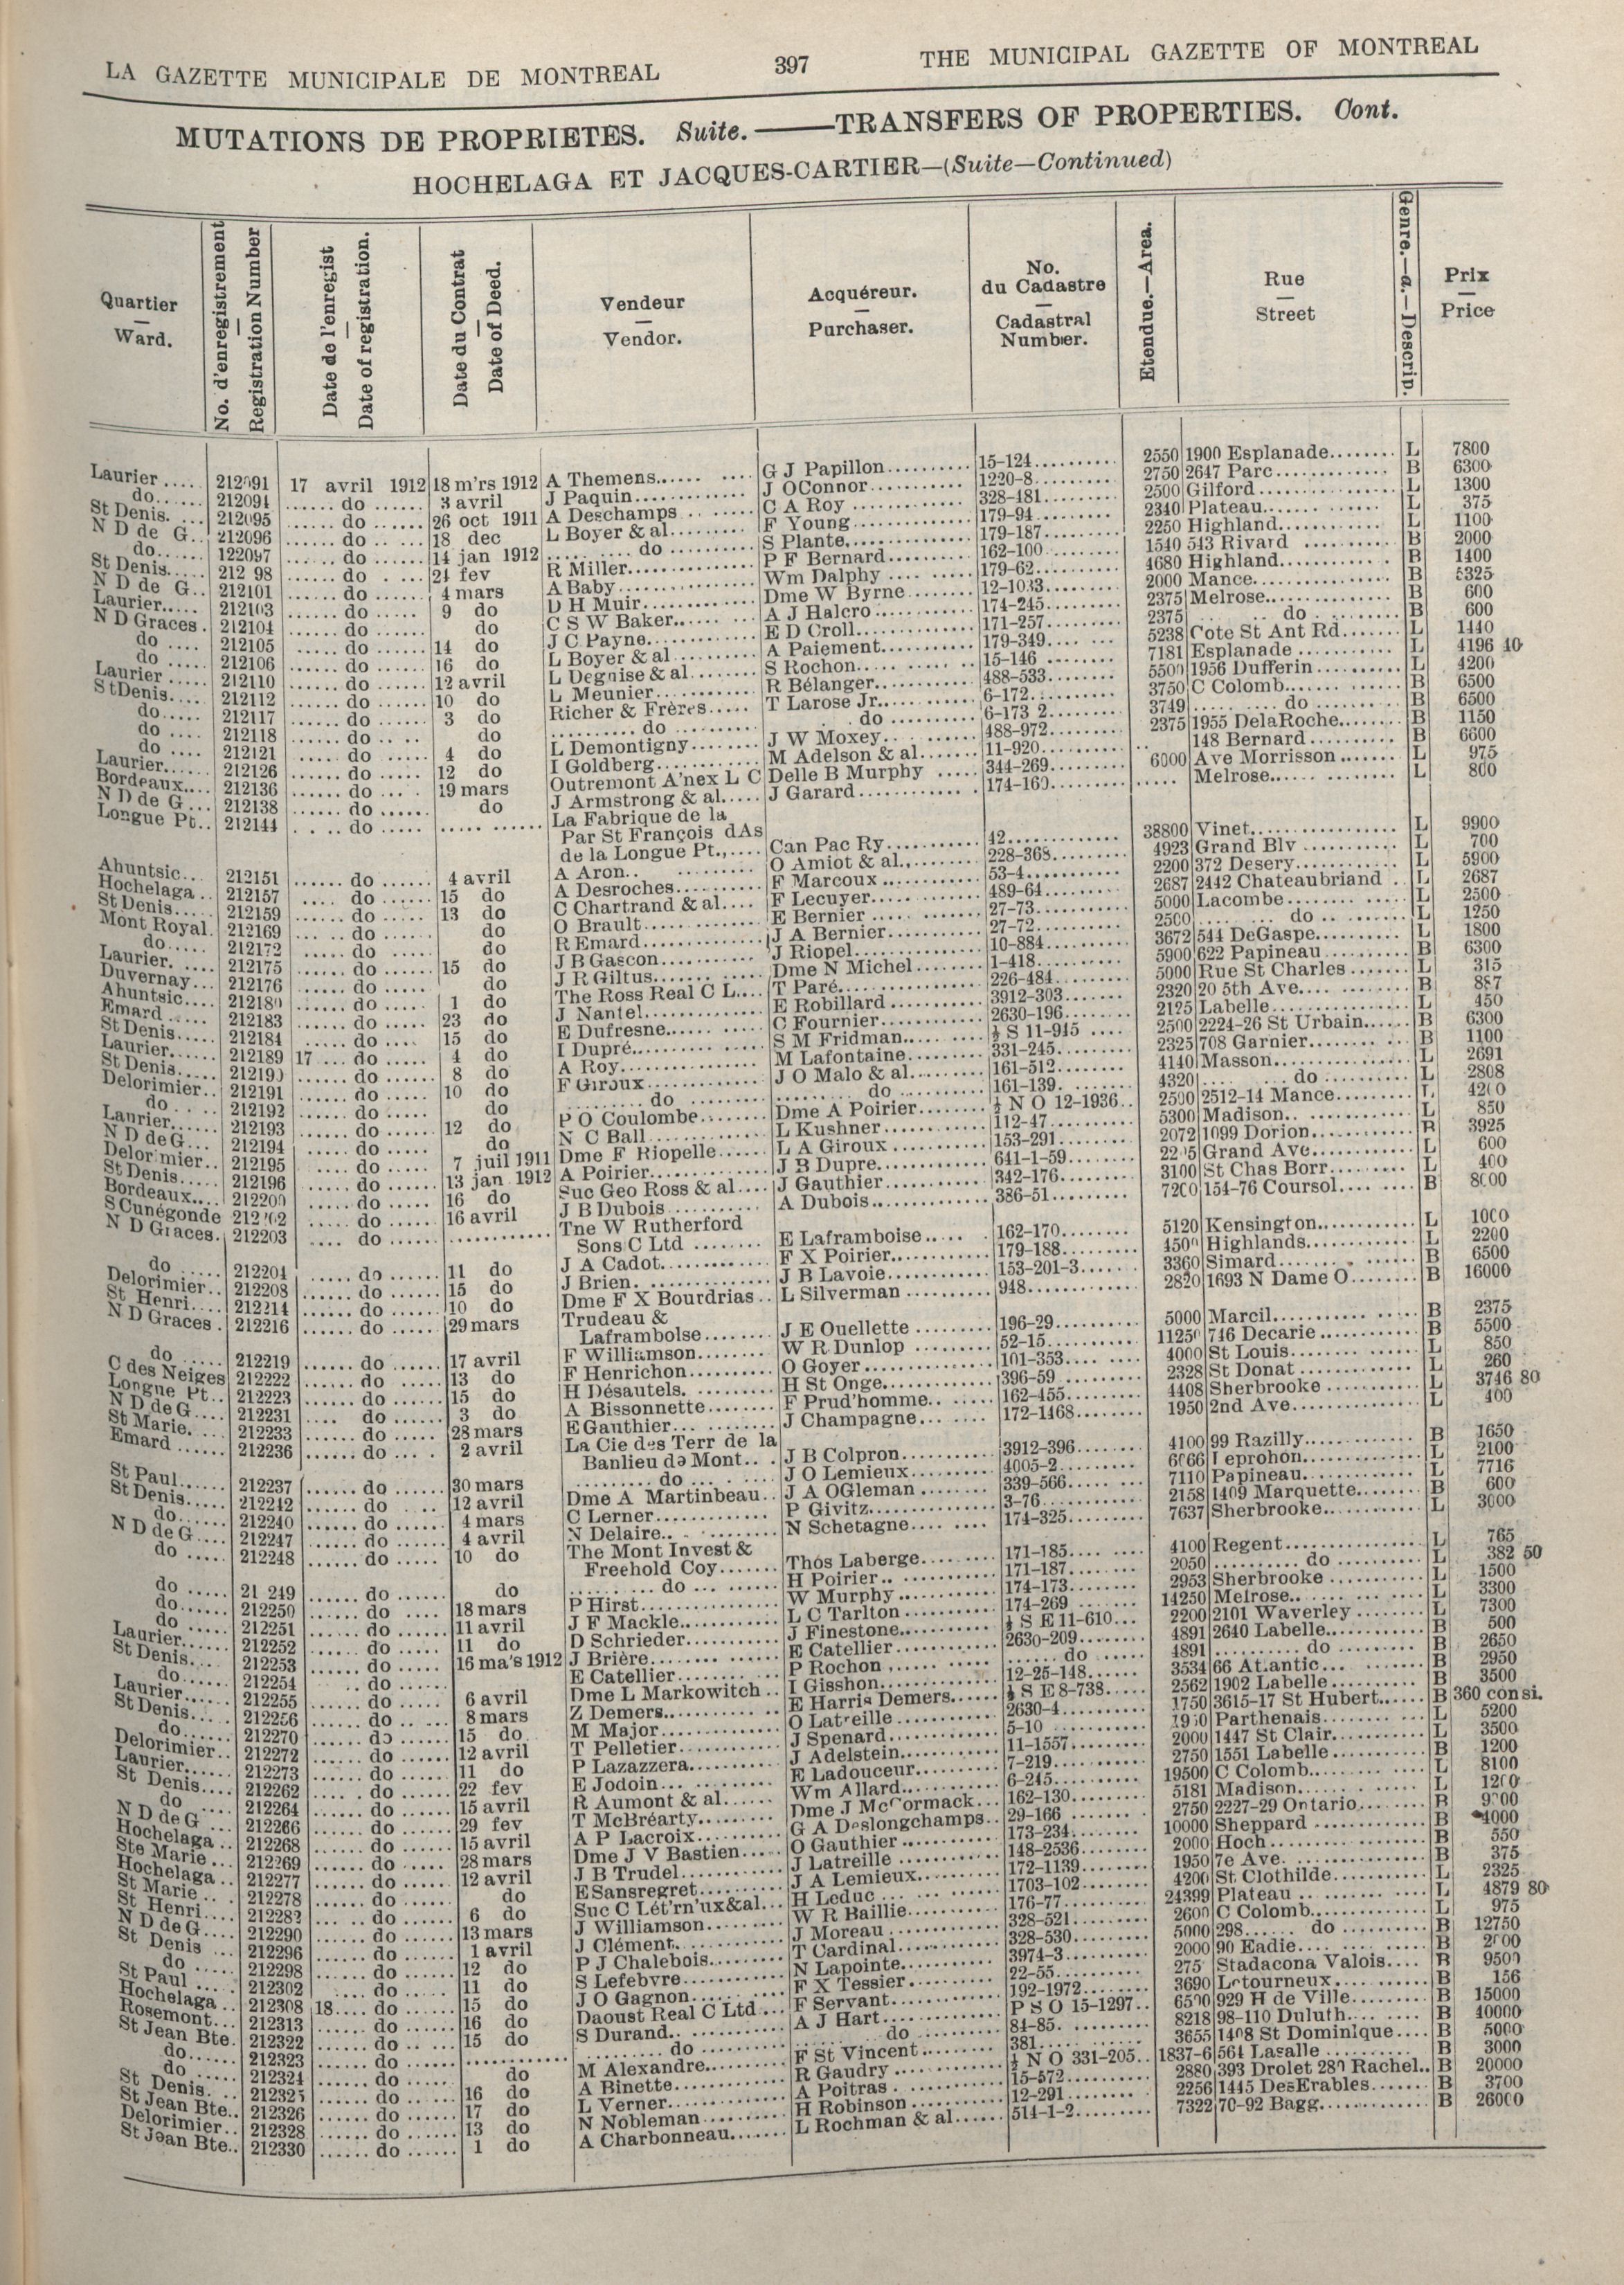 LA GAZETTE MUNICIPALE DE MONTREAL 397 THE MUNICIPAL GAZETTE OF MONTREAL
MUTATIONS DE PROPRIETES. Suite.——TRANSFERS OF PROPERTIES. Cont.
HOCHELAGA ET JACQUES-CARTIER—(Suite—Continued)
Quartier — Ward.
No. d'enregistrement — Registration Number
Date de l'enregist — Date of registration.
Date du Contrat — Date of Deed.
Vendeur — Vendor.
Acquéreur. — Purchaser.
No. du Cadastre — Cadastral Number.
Etendue.—Area.
Rue — Street
Genre.—a.—Descrip.
Prix — Price
Laurier .... 212091 17 avril 1912 18 m'rs 1912 A Themens G J Papillon 15-124 2550 1900 Esplanade L 7800
do 212094 do 3 avril J Paquin J OConnor 1220-8 2750 2647 Parc B 6300
St Denis. 212095 do 26 oct 1911 A Deschamps C A Roy 328-481 2500 Gilford L 1300
N D de G.. 212096 do 18 dec L Boyer & al F Young 179-94 2340 Plateau L 375
do 122097 do 14 jan 1912 do S Plante 179-187 2250 Highland L 1100
St Denis 212 98 do 21 fev R Miller P F Bernard 162-100 1540 543 Rivard B 2000
N D de G.. 212101 do 4 mars A Baby Wm Dalphy 179-62 4680 Highland B 1400
Laurier 212103 do 9 do D H Muir Dme W Byrne 12-1033 2000 Mance B 5325
N D Graces. 212104 do do C S W Baker A J Halcro 174-245 2375 Melrose B 600
do 212105 do 14 do J C Payne E D Croll 171-257 2375 do B 600
do 212106 do 16 do L Boyer & al A Paiement 179-349 5238 Cote St Ant Rd L 1440
Laurier 212110 do 12 avril L Deguise & al S Rochon 15-146 7181 Esplanade L 4196 40
S tDenis 212112 do 10 do L Meunier R Bélanger 488-533 5500 1956 Dufferin L 4200
do 212117 do 3 do Richer & Frères T Larose Jr 6-172 3750 C Colomb B 6500
do 212118 do do do do 6-173 2 3749 do B 6500
do 212121 do 4 do L Demontigny J W Moxey 488-972 2375 1955 DelaRoche B 1150
Laurier 212126 do 12 do I Goldberg M Adelson & al 11-920 148 Bernard B 6600
Bordeaux 212136 do 19 mars Outremont A'nex L C Delle B Murphy 344-269 6000 Ave Morrisson L 975
N D de G 212138 do do J Armstrong & al J Garard 174-160 Melrose L 800
Longue Pt.. 212144 do La Fabrique de la
Par St François dAs
de la Longue Pt., Can Pac Ry 42 38800 Vinet L 9900
Ahuntsic 212151 do 4 avril A Aron O Amiot & al 228-368 4923 Grand Blv L 700
Hochelaga 212157 do 15 do A Desroches F Marcoux 53-4 2200 372 Desery L 5900
St Denis 212159 do 13 do C Chartrand & al F Lecuyer 489-64 2687 2442 Chateaubriand L 2687
Mont Royal. 212169 do do O Brault E Bernier 27-73 5000 Lacombe L 2500
do 212172 do do R Emard J A Bernier 27-72 2500 do L 1250
Laurier. 212175 do 15 do J B Gascon J Riopel 10-884 3672 544 DeGaspe L 1800
Duvernay 212176 do do J R Giltus Dme N Michel 1-418 5900 622 Papineau B 6300
Ahuntsic 212180 do 1 do The Ross Real C L T Paré 226-484 5000 Rue St Charles L 315
Emard 212183 do 23 do J Nantel E Robillard 3912-303 2320 20 5th Ave B 887
St Denis 212184 do 15 do E Dufresne C Fournier 2630-196 2125 Labelle L 450
Laurier 212189 17 do 4 do I Dupré S M Fridman ½ S 11-945 2500 2224-26 St Urbain B 6300
St Denis 212190 do 8 do A Roy M Lafontaine 331-245 2325 708 Garnier B 1100
Delorimier.. 212191 do 10 do F Giroux J O Malo & al 161-512 4140 Masson L 2691
do 212192 do do do do 161-139 4320 do L 2808
Laurier 212193 do 12 do P O Coulombe Dme A Poirier ½ N O 12-1936 2500 2512-14 Mance L 4200
N D deG 212194 do do N C Ball L Kushner 112-47 5300 Madison L 850
Delorimier.. 212195 do 7 juil 1911 Dme F Riopelle L A Giroux 153-291 2072 1099 Dorion B 3925
St Denis 212196 do 13 jan 1912 A Poirier J B Dupre 641-1-59 Grand Ave L 600
Bordeaux 212200 do 16 do Suc Geo Ross & al J Gauthier 342-176 3100 St Chas Borr L 400
S Cunégonde 212202 do 16 avril J B Dubois A Dubois 386-51 7200 154-76 Coursol B 8000
N D Graces. 212203 do Tne W Rutherford
Sons C Ltd E Laframboise 162-170 5120 Kensington L 1000
do 212204 do 11 do J A Cadot F X Poirier 179-188 4500 Highlands L 2200
Delorimier.. 212208 do 15 do J Brien J B Lavoie 153-201-3 3360 Simard B 6500
St Henri 212214 do 10 do Dme F X Bourdrias L Silverman 948 2820 1693 N Dame O B 16000
N D Graces. 212216 do 29 mars Trudeau &
Laframboise J E Ouellette 196-29 5000 Marcil B 2375
do 212219 do 17 avril F Williamson W R Dunlop 52-15 11250 746 Decarie B 5500
C des Neiges 212222 do 13 do F Henrichon O Goyer 101-353 4000 St Louis L 850
Longue Pt.. 212223 do 15 do H Désautels. H St Onge 396-59 2328 St Donat L 260
N D de G 212231 do 3 do A Bissonnette F Prud'homme 162-455 4408 Sherbrooke L 3746 80
St Marie 212233 do 28 mars E Gauthier J Champagne 172-1468 1950 2nd Ave L 400
Emard 212236 do 2 avril La Cie des Terr de la
Banlieu de Mont J B Colpron 3912-396 4100 99 Razilly B 1650
St Paul 212237 do 30 mars do J O Lemieux 4005-2 6066 Leprohon L 2100
St Denis 212242 do 12 avril Dme A Martinbeau J A OGleman 339-566 7110 Papineau L 7716
do 212240 do 4 mars C Lerner P Givitz 3-76 2158 1409 Marquette B 600
N D de G 212247 do 4 avril N Delaire N Schetagne 174-325 7637 Sherbrooke L 3000
do 212248 do 10 do The Mont Invest &
Freehold Coy Thos Laberge 171-185 4100 Regent L 765
do 21 249 do do do H Poirier 171-187 2050 do L 382 50
do 212250 do 18 mars P Hirst W Murphy 174-173 2953 Sherbrooke L 1500
do 212251 do 11 avril J F Mackle L C Tarlton 174-269 14250 Melrose L 3300
Laurier 212252 do 11 do D Schrieder J Finestone ½ S E 11-610 2200 2101 Waverley L 7300
St Denis 212253 do 16 ma's 1912 J Brière E Catellier 2630-209 4891 2640 Labelle B 500
do 212254 do E Catellier P Rochon do 4891 do B 2650
Laurier 212255 do 6 avril Dme L Markowitch I Gisshon 12-25-148 3534 66 Atlantic B 2950
St Denis 212256 do 8 mars Z Demers E Harris Demers ½ S E 8-738 2562 1902 Labelle B 3500
do 212270 do 15 do M Major O Latreille 2630-4 1750 3615-17 St Hubert B 360 consi.
Delorimier.. 212272 do 12 avril T Pelletier J Spenard 5-10 Parthenais L 5200
Laurier 212273 do 11 do P Lazazzera J Adelstein 11-1557 2000 1447 St Clair L 3500
St Denis 212262 do 22 fev E Jodoin E Ladouceur 7-219 2750 1551 Labelle B 1200
do 212264 do 15 avril R Aumont & al Wm Allard 6-245 19500 C Colomb L 8100
N D de G 212266 do 29 fev T McBréarty Dme J McCormack 162-130 5181 Madison L 1200
Hochelaga 212268 do 15 avril A P Lacroix G A Deslongchamps 29-166 2750 2227-29 Ontario B 9000
Ste Marie 212269 do 28 mars Dme J V Bastien O Gauthier 173-234 10000 Sheppard B 4000
Hochelaga 212277 do 12 avril J B Trudel J Latreille 148-2536 2000 Hoch B 550
St Marie 212278 do do E Sansregret J A Lemieux 172-1139 1950 7e Ave B 375
St Henri 212282 do 6 do Suc C Lét'rn'ux&al H Leduc 1703-102 4200 St Clothilde L 2325
N D de G 212290 do 13 mars J Williamson W R Baillie 176-77 24399 Plateau L 4879 80
St Denis 212296 do 1 avril J Clément J Moreau 328-521 2600 C Colomb L 975
do 212298 do 12 do P J Chalebois T Cardinal 328-530 5000 298 do B 12750
St Paul 212302 do 11 do S Lefebvre N Lapointe 3974-3 2000 90 Eadie B 2000
Hochelaga 212308 18 do 15 do J O Gagnon F X Tessier 22-55 275 Stadacona Valois B 9500
Rosemont 212313 do 16 do Daoust Real C Ltd F Servant 192-1972 3690 Letourneux B 156
St Jean Bte. 212322 do 15 do S Durand A J Hart P S O 15-1297 6500 929 H de Ville B 15000
do 212323 do do do 84-85 8218 98-110 Duluth B 40000
do 212324 do do M Alexandre F St Vincent 381 3655 1408 St Dominique B 5000
St Denis. 212325 do 16 do A Binette R Gaudry ½ N O 331-205 1837-6 564 Lasalle B 3000
St Jean Bte.. 212326 do 17 do L Verner A Poitras 15-572 2880 393 Drolet 280 Rachel B 20000
Delorimier.. 212328 do 13 do N Nobleman H Robinson 12-291 2256 1445 DesErables B 3700
St Jean Bte.. 212330 do 1 do A Charbonneau L Rochman & al 514-1-2 7322 70-92 Bagg B 26000